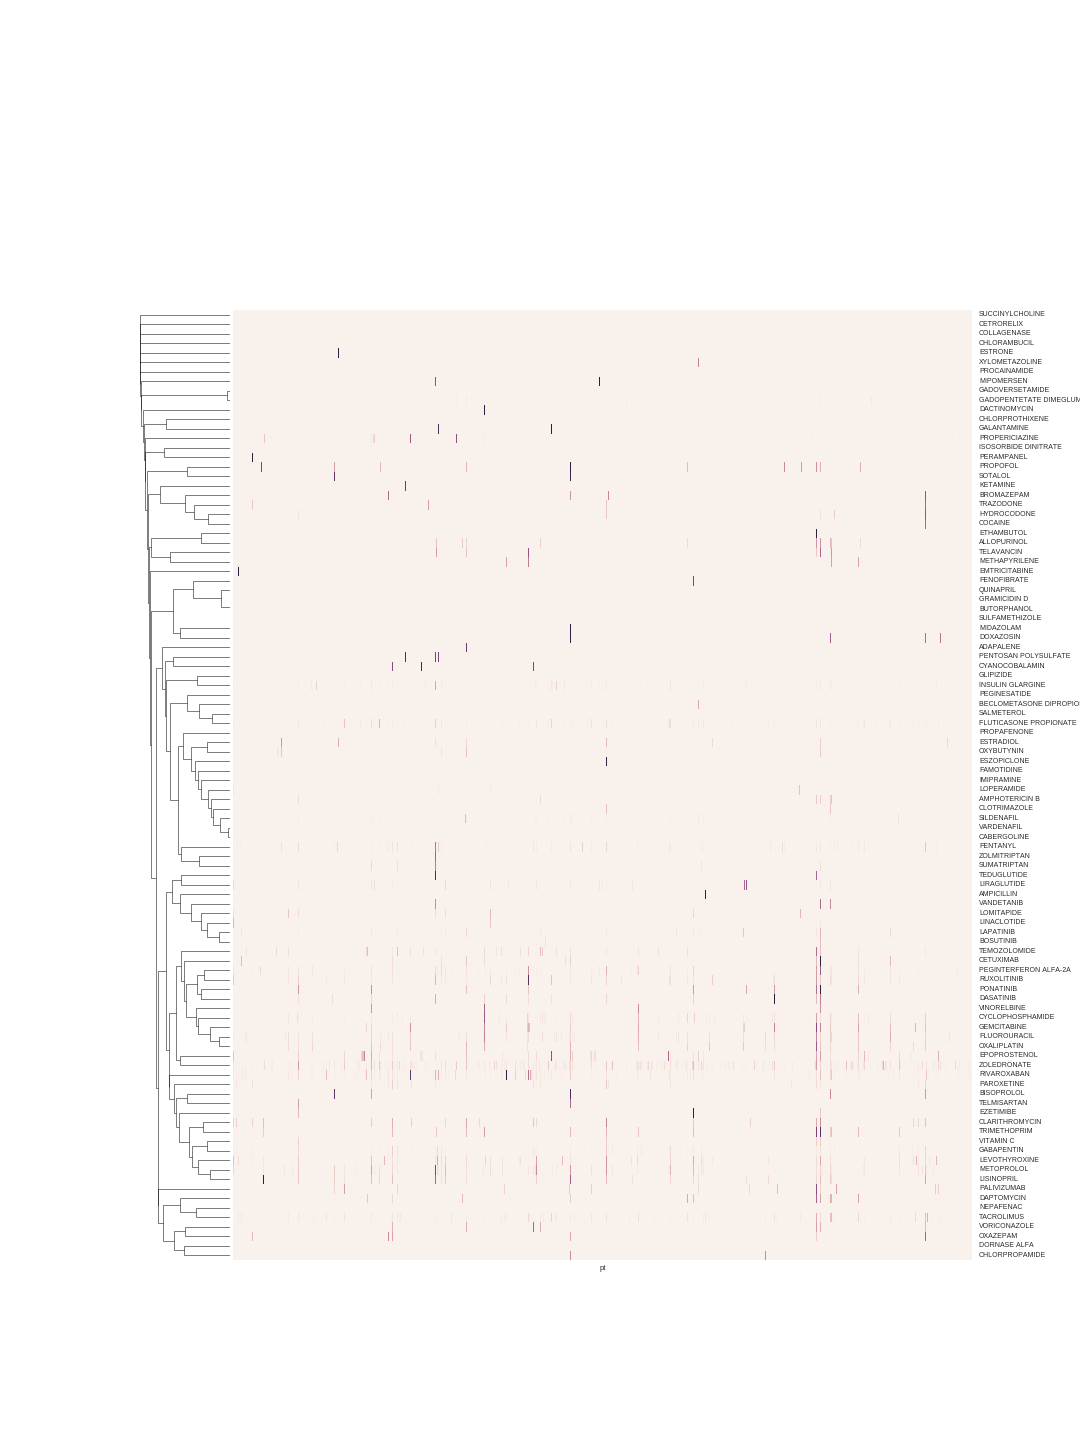 SUCCINYLCHOLINE
CETRORELIX
COLLAGENASE
CHLORAMBUCIL
ESTRONE
XYLOMETAZOLINE
PROCAINAMIDE
MIPOMERSEN
GADOVERSETAMIDE
GADOPENTETATE DIMEGLUM
DACTINOMYCIN
CHLORPROTHIXENE
GALANTAMINE
PROPERICIAZINE
ISOSORBIDE DINITRATE
PERAMPANEL
PROPOFOL
SOTALOL
KETAMINE
BROMAZEPAM
TRAZODONE
HYDROCODONE
COCAINE
ETHAMBUTOL
ALLOPURINOL
TELAVANCIN
METHAPYRILENE
EMTRICITABINE
FENOFIBRATE
QUINAPRIL
GRAMICIDIN D
BUTORPHANOL
SULFAMETHIZOLE
MIDAZOLAM
DOXAZOSIN
ADAPALENE
PENTOSAN POLYSULFATE
CYANOCOBALAMIN
GLIPIZIDE
INSULIN GLARGINE
PEGINESATIDE
BECLOMETASONE DIPROPIO
SALMETEROL
FLUTICASONE PROPIONATE
PROPAFENONE
ESTRADIOL
OXYBUTYNIN
ESZOPICLONE
FAMOTIDINE
IMIPRAMINE
LOPERAMIDE
AMPHOTERICIN B
CLOTRIMAZOLE
SILDENAFIL
VARDENAFIL
CABERGOLINE
FENTANYL
ZOLMITRIPTAN
SUMATRIPTAN
TEDUGLUTIDE
LIRAGLUTIDE
AMPICILLIN
VANDETANIB
LOMITAPIDE
LINACLOTIDE
LAPATINIB
BOSUTINIB
TEMOZOLOMIDE
CETUXIMAB
PEGINTERFERON ALFA-2A
RUXOLITINIB
PONATINIB
DASATINIB
VINORELBINE
CYCLOPHOSPHAMIDE
GEMCITABINE
FLUOROURACIL
OXALIPLATIN
EPOPROSTENOL
ZOLEDRONATE
RIVAROXABAN
PAROXETINE
BISOPROLOL
TELMISARTAN
EZETIMIBE
CLARITHROMYCIN
TRIMETHOPRIM
VITAMIN C
GABAPENTIN
LEVOTHYROXINE
METOPROLOL
LISINOPRIL
PALIVIZUMAB
DAPTOMYCIN
NEPAFENAC
TACROLIMUS
VORICONAZOLE
OXAZEPAM
DORNASE ALFA
CHLORPROPAMIDE
pt